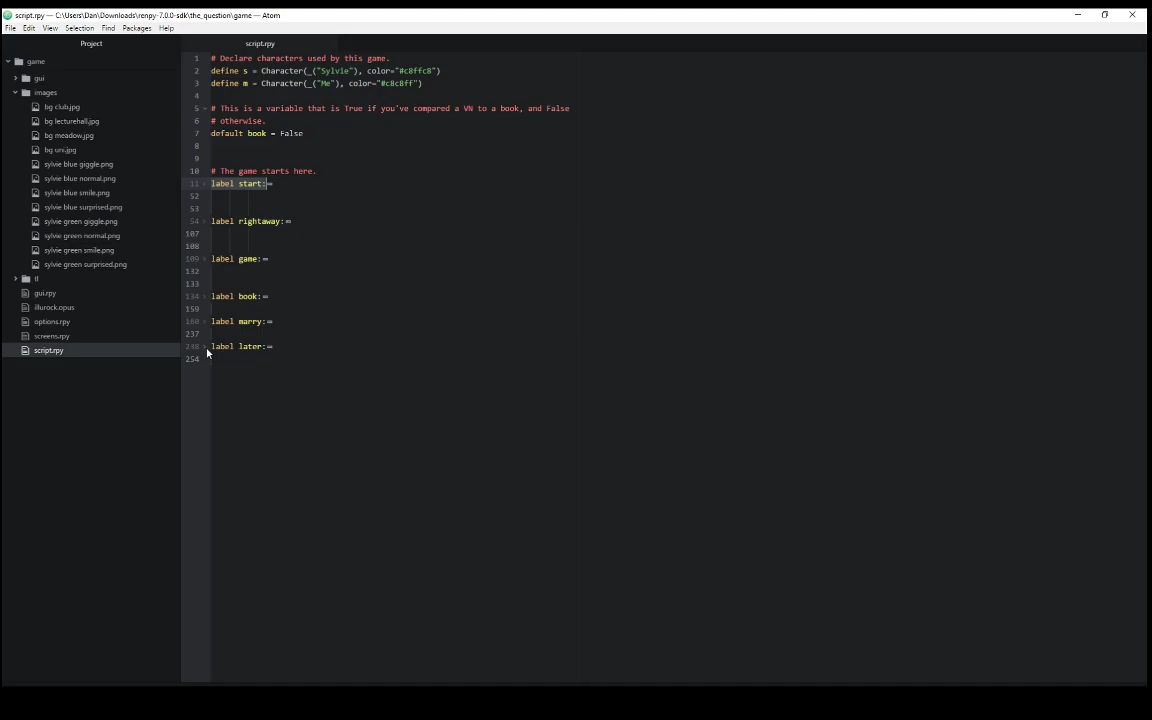 script.rpy — C:\Users\Dan\Downloads\renpy-7.0.0-sdk\the_question\game — Atom
File Edit View Selection Find Packages Help
Project
script.rpy
game
gui
images
bg club.jpg
bg lecturehall.jpg
bg meadow.jpg
bg uni.jpg
sylvie blue giggle.png
sylvie blue normal.png
sylvie blue smile.png
sylvie blue surprised.png
sylvie green giggle.png
sylvie green normal.png
sylvie green smile.png
sylvie green surprised.png
tl
gui.rpy
illurock.opus
options.rpy
screens.rpy
script.rpy
1 # Declare characters used by this game.
2 define s = Character(_("Sylvie"), color="#c8ffc8")
3 define m = Character(_("Me"), color="#c8c8ff")
4
5 # This is a variable that is True if you've compared a VN to a book, and False
6 # otherwise.
7 default book = False
8
9
10 # The game starts here.
11 label start:
52
53
54 label rightaway:
107
108
109 label game:
132
133
134 label book:
159
160 label marry:
237
238 label later:
254